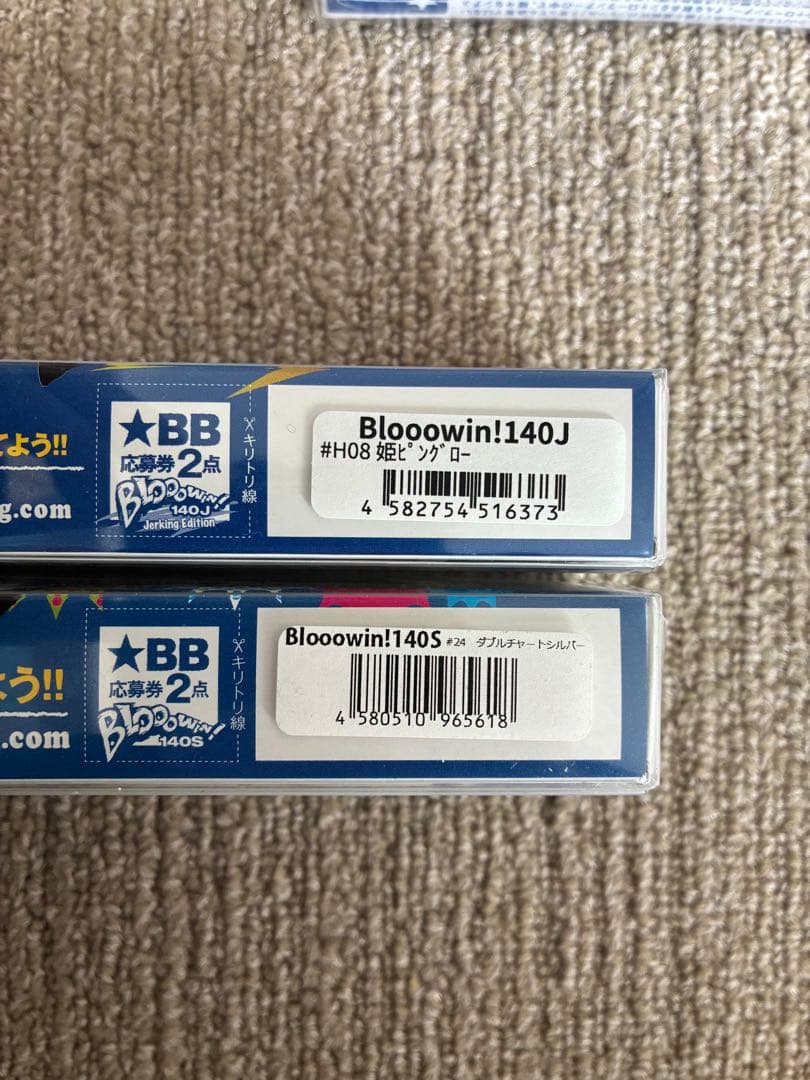 てよう!!
g.com
★BB
応募券2点
BLOOOWIN!
140J
Jerking Edition
キリトリ線
Blooowin!140J
#H08 姫ﾋﾟﾝｸﾞﾛｰ
4 582754 516373
よう!!
.com
★BB
応募券2点
BLOOOWIN!
140S
キリトリ線
Blooowin!140S #24 ダブルチャートシルバー
4 580510 965618